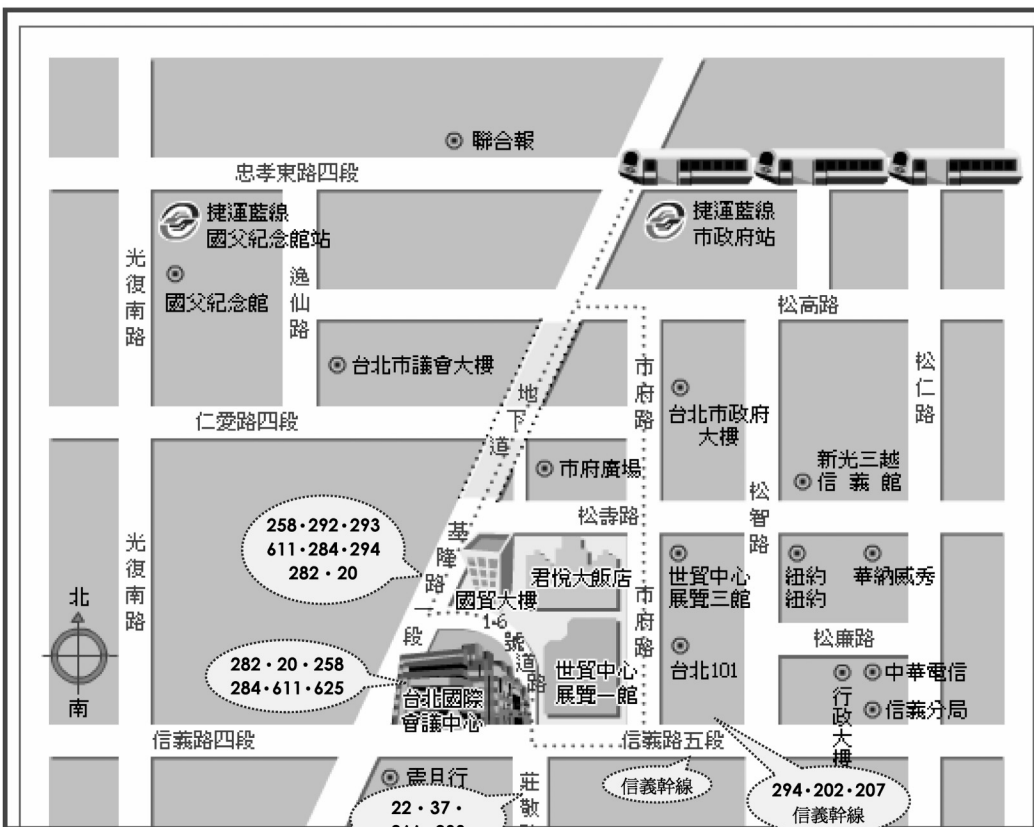 聯合報
忠孝東路四段
捷運藍線
國父紀念館站
捷運藍線
市政府站
光復南路
國父紀念館
逸仙路
松高路
台北市議會大樓
地下道
市府路
台北市政府
大樓
松仁路
仁愛路四段
市府廣場
新光三越
信義館
松智路
松壽路
258·292·293
611·284·294
282·20
基隆路一段
國貿大樓
君悅大飯店
世貿中心
展覽三館
紐約
紐約
華納威秀
光復南路
北
南
1-6號道路
市府路
松廉路
282·20·258
284·611·625
台北國際
會議中心
世貿中心
展覽一館
台北101
中華電信
行政大樓
信義分局
信義路四段
信義路五段
信義幹線
294·202·207
信義幹線
莊敬
22·37·